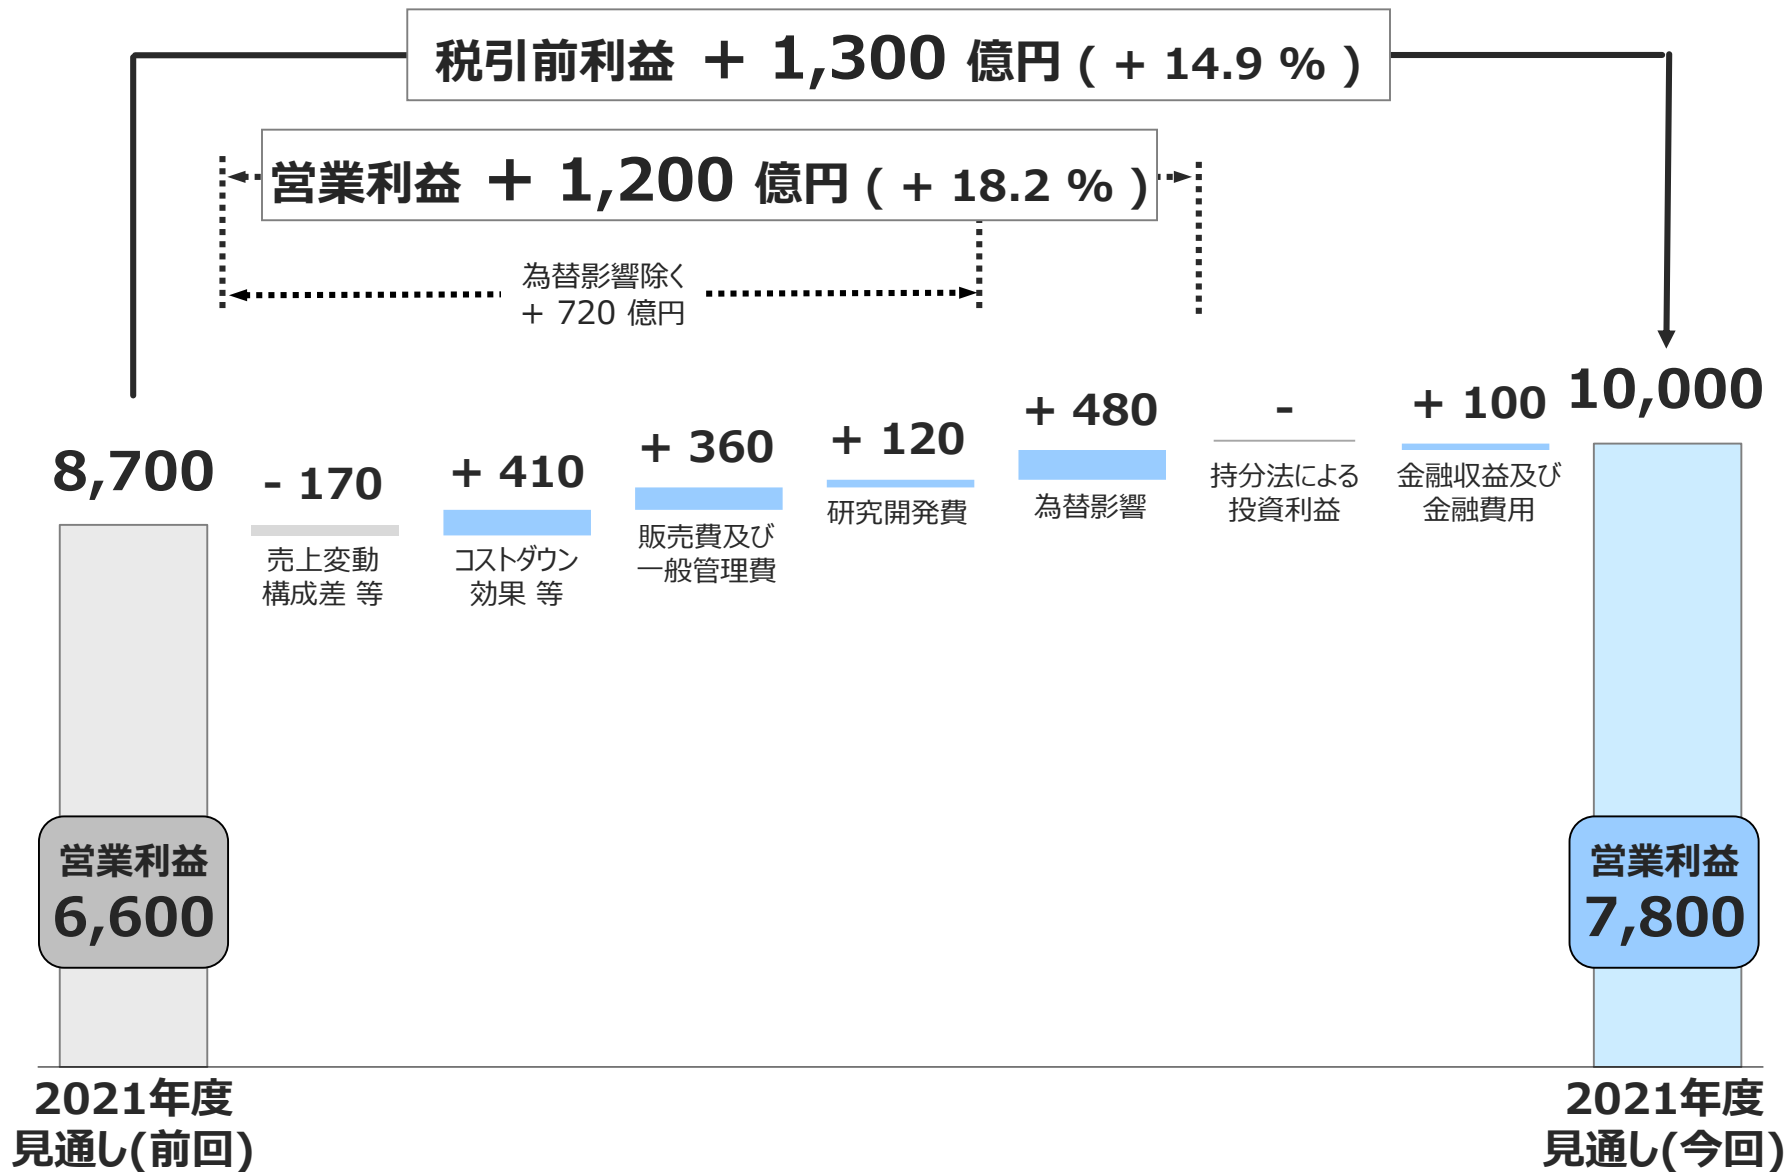 税引前利益 + 1,300 億円 ( + 14.9 % )
営業利益 + 1,200 億円 ( + 18.2 % )
為替影響除く
+ 720 億円
8,700
- 170
売上変動
構成差 等
+ 410
コストダウン
効果 等
+ 360
販売費及び
一般管理費
+ 120
研究開発費
+ 480
為替影響
-
持分法による
投資利益
+ 100
金融収益及び
金融費用
10,000
営業利益
6,600
営業利益
7,800
2021年度
見通し(前回)
2021年度
見通し(今回)